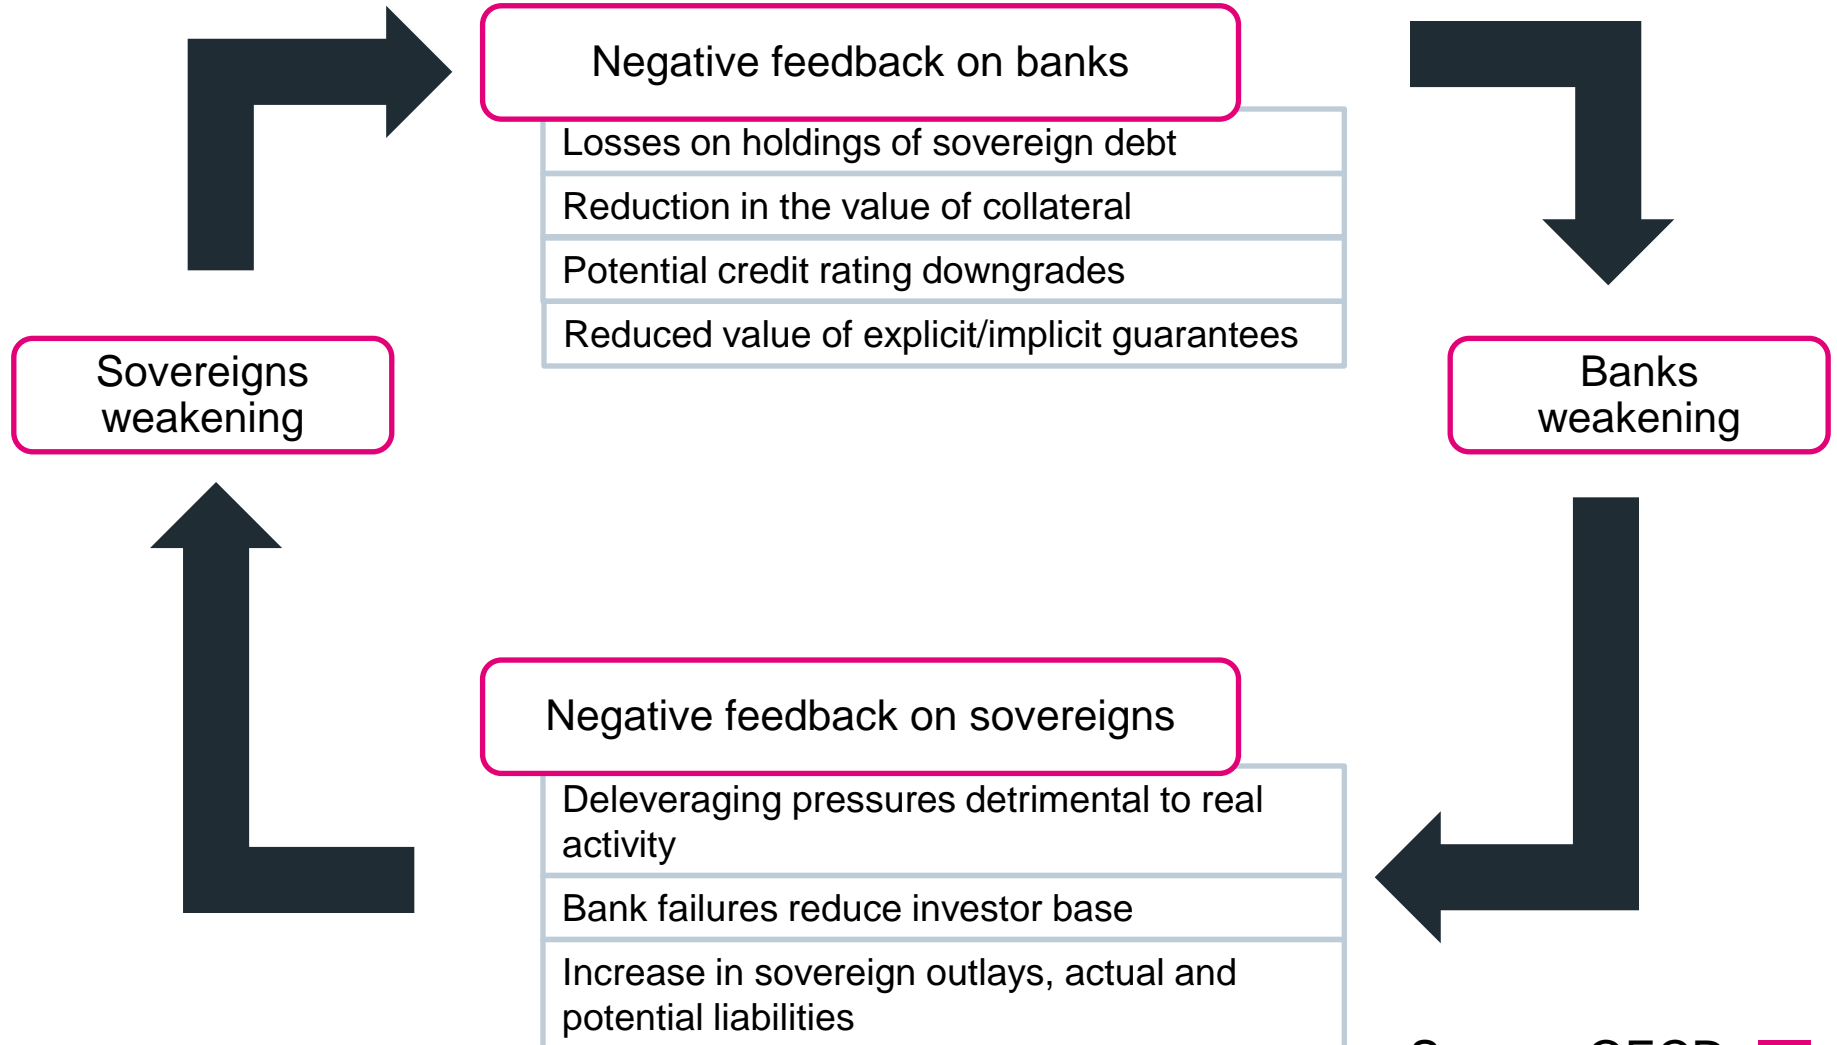 Negative feedback on banks
Losses on holdings of sovereign debt
Reduction in the value of collateral
Potential credit rating downgrades
Reduced value of explicit/implicit guarantees
Sovereigns
weakening
Banks
weakening
Negative feedback on sovereigns
Deleveraging pressures detrimental to real
activity
Bank failures reduce investor base
Increase in sovereign outlays, actual and
potential liabilities
OECD